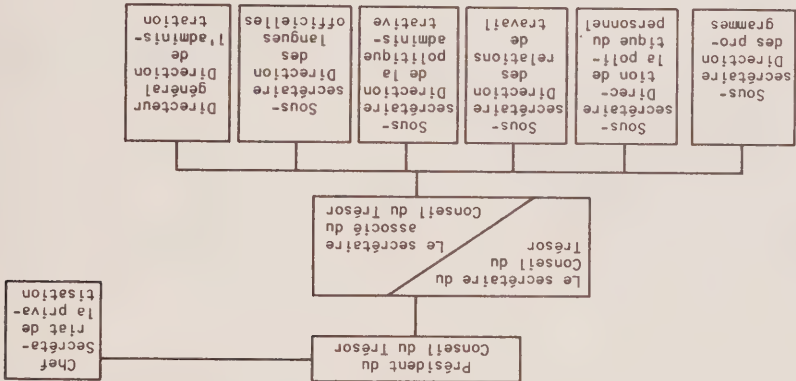 Chef
Secréta-
riat de
la priva-
tisation
Président du
Conseil du Trésor
Le secrétaire du
Conseil du
Trésor
Le secrétaire
associé du
Conseil du Trésor
Sous-
secrétaire
Direction
des pro-
grammes
Sous-
secrétaire
Direc-
tion de
la poli-
tique du
personnel
Sous-
secrétaire
Direction
des
relations
de
travail
Sous-
secrétaire
Direction
de la
politique
adminis-
trative
Sous-
secrétaire
Direction
des
langues
officielles
Directeur
général
Direction
de
l'adminis-
tration